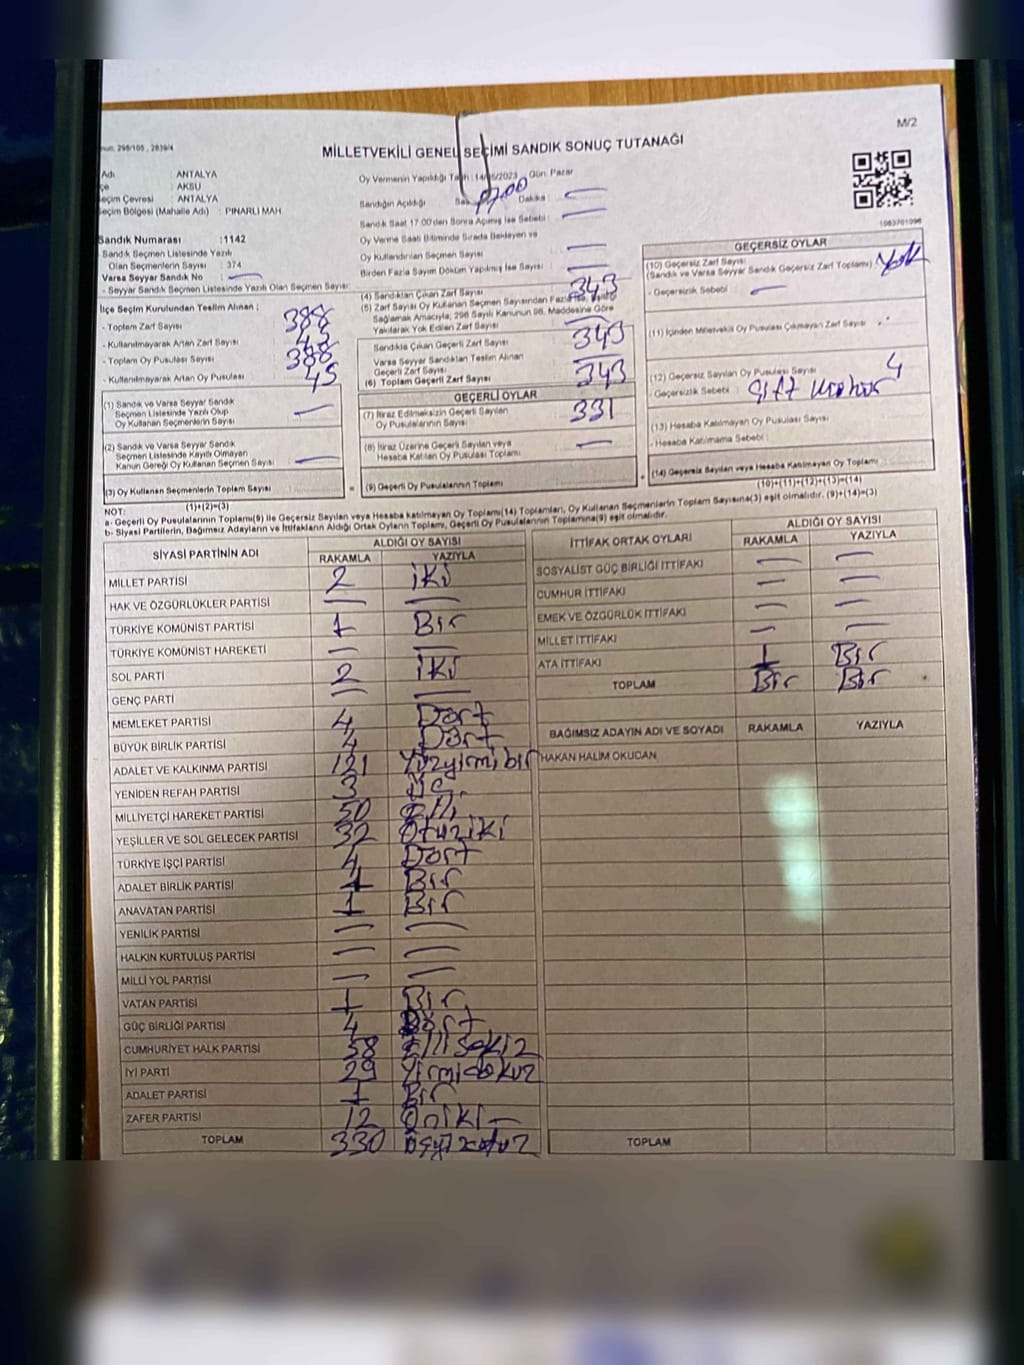 M/2
MİLLETVEKİLİ GENEL SEÇİMİ SANDIK SONUÇ TUTANAĞI
Adı : ANTALYA
: AKSU
Seçim Çevresi : ANTALYA
Seçim Bölgesi (Mahalle Adı) : PINARLI MAH
Sandık Numarası :1142
Sandık Seçmen Listesinde Yazılı
Olan Seçmenlerin Sayısı : 374
Varsa Seyyar Sandık No :
- Seyyar Sandık Seçmen Listesinde Yazılı Olan Seçmen Sayısı:
İlçe Seçim Kurulundan Teslim Alınan :
- Toplam Zarf Sayısı 388
- Kullanılmayarak Artan Zarf Sayısı 45
- Toplam Oy Pusulası Sayısı 388
- Kullanılmayarak Artan Oy Pusulası 45
(1) Sandık ve Varsa Seyyar Sandık
Seçmen Listesinde Yazılı Olup
Oy Kullanan Seçmenlerin Sayısı —
(2) Sandık ve Varsa Seyyar Sandık
Seçmen Listesinde Kayıtlı Olmayan
Kanun Gereği Oy Kullanan Seçmen Sayısı —
(3) Oy Kullanan Seçmenlerin Toplam Sayısı
(1)+(2)=(3)
Oy Vermenin Yapıldığı Tarih :14/05/2023 Gün: Pazar
Sandığın Açıldığı 17.00 Dakika : —
Sandık Saat 17.00'den Sonra Açılmış İse Sebebi : —
Oy Verme Saati Bitiminde Sırada Bekleyen ve
Oy Kullandırılan Seçmen Sayısı —
Birden Fazla Sayım Döküm Yapılmış İse Sayısı : —
(4) Sandıktan Çıkan Zarf Sayısı 343
(5) Zarf Sayısı Oy Kullanan Seçmen Sayısından Fazla İse, Eşitliği
Sağlamak Amacıyla, 298 Sayılı Kanunun 98. Maddesine Göre
Yakılarak Yok Edilen Zarf Sayısı —
Sandıkta Çıkan Geçerli Zarf Sayısı 343
Varsa Seyyar Sandıktan Teslim Alınan
Geçerli Zarf Sayısı —
(6) Toplam Geçerli Zarf Sayısı 343
GEÇERLİ OYLAR
(7) İtiraz Edilmeksizin Geçerli Sayılan
Oy Pusulasının Sayısı 331
(8) İtiraz Üzerine Geçerli Sayılan veya
Hesaba Katılan Oy Pusulası Toplamı —
= (9) Geçerli Oy Pusulalarının Toplamı
1063701096
GEÇERSİZ OYLAR
(10) Geçersiz Zarf Sayısı
(Sandık ve Varsa Seyyar Sandık Geçersiz Zarf Toplamı) : Yok
- Geçersizlik Sebebi : —
(11) İçinden Milletvekili Oy Pusulası Çıkmayan Zarf Sayısı :
(12) Geçersiz Sayılan Oy Pusulası Sayısı 4
- Geçersizlik Sebebi : Çift Mühür
(13) Hesaba Katılmayan Oy Pusulası Sayısı
- Hesaba Katılmama Sebebi :
+ (14) Geçersiz Sayılan veya Hesaba Katılmayan Oy Toplamı
(10)+(11)+(12)+(13)=(14)
NOT:
a- Geçerli Oy Pusulalarının Toplamı(9) ile Geçersiz Sayılan veya Hesaba katılmayan Oy Toplamı(14) Toplamları, Oy Kullanan Seçmenlerin Toplam Sayısına(3) eşit olmalıdır. (9)+(14)=(3)
b- Siyasi Partilerin, Bağımsız Adayların ve İttifakların Aldığı Ortak Oyların Toplamı, Geçerli Oy Pusulalarının Toplamına(9) eşit olmalıdır.
SİYASİ PARTİNİN ADI ALDIĞI OY SAYISI
RAKAMLA YAZIYLA
MİLLET PARTİSİ 2 iki
HAK VE ÖZGÜRLÜKLER PARTİSİ — —
TÜRKİYE KOMÜNİST PARTİSİ 1 Bir
TÜRKİYE KOMÜNİST HAREKETİ — —
SOL PARTİ 2 iki
GENÇ PARTİ — —
MEMLEKET PARTİSİ 4 Dört
BÜYÜK BİRLİK PARTİSİ 4 Dört
ADALET VE KALKINMA PARTİSİ 121 Yüzyirmibir
YENİDEN REFAH PARTİSİ 3 Üç
MİLLİYETÇİ HAREKET PARTİSİ 50 Elli
YEŞİLLER VE SOL GELECEK PARTİSİ 32 Otuziki
TÜRKİYE İŞÇİ PARTİSİ 4 Dört
ADALET BİRLİK PARTİSİ 1 Bir
ANAVATAN PARTİSİ 1 Bir
YENİLİK PARTİSİ — —
HALKIN KURTULUŞ PARTİSİ — —
MİLLİ YOL PARTİSİ — —
VATAN PARTİSİ 1 Bir
GÜÇ BİRLİĞİ PARTİSİ 4 Dört
CUMHURİYET HALK PARTİSİ 58 Ellisekiz
İYİ PARTİ 29 Yirmidokuz
ADALET PARTİSİ 1 Bir
ZAFER PARTİSİ 12 Oniki —
TOPLAM 330 Üçyüzotuz
İTTİFAK ORTAK OYLARI ALDIĞI OY SAYISI
RAKAMLA YAZIYLA
SOSYALİST GÜÇ BİRLİĞİ İTTİFAKI — —
CUMHUR İTTİFAKI — —
EMEK VE ÖZGÜRLÜK İTTİFAKI — —
MİLLET İTTİFAKI — —
ATA İTTİFAKI 1 Bir
TOPLAM Bir Bir
BAĞIMSIZ ADAYIN ADI VE SOYADI RAKAMLA YAZIYLA
HAKAN HALİM OKUDAN
TOPLAM